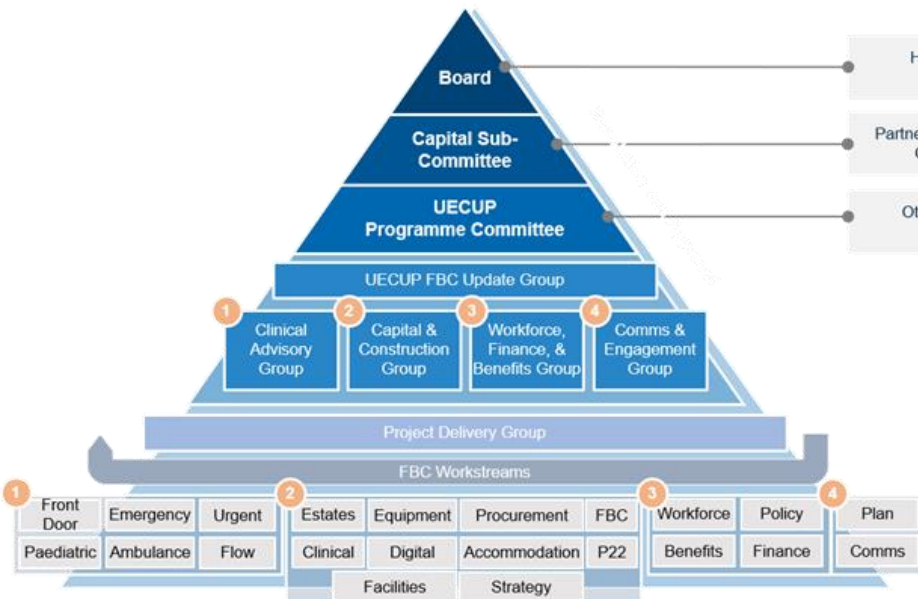 Board
Capital Sub-
Committee
UECUP
Programme Committee
UECUP FBC Update Group
1
Clinical
Advisory
Group
2
Capital &
Construction
Group
3
Workforce,
Finance, &
Benefits Group
4
Comms &
Engagement
Group
Project Delivery Group
FBC Workstreams
1
Front
Door
Emergency
Urgent
Paediatric
Ambulance
Flow
2
Estates
Equipment
Procurement
FBC
Clinical
Digital
Accommodation
P22
Facilities
Strategy
3
Workforce
Policy
Benefits
Finance
4
Plan
Comms